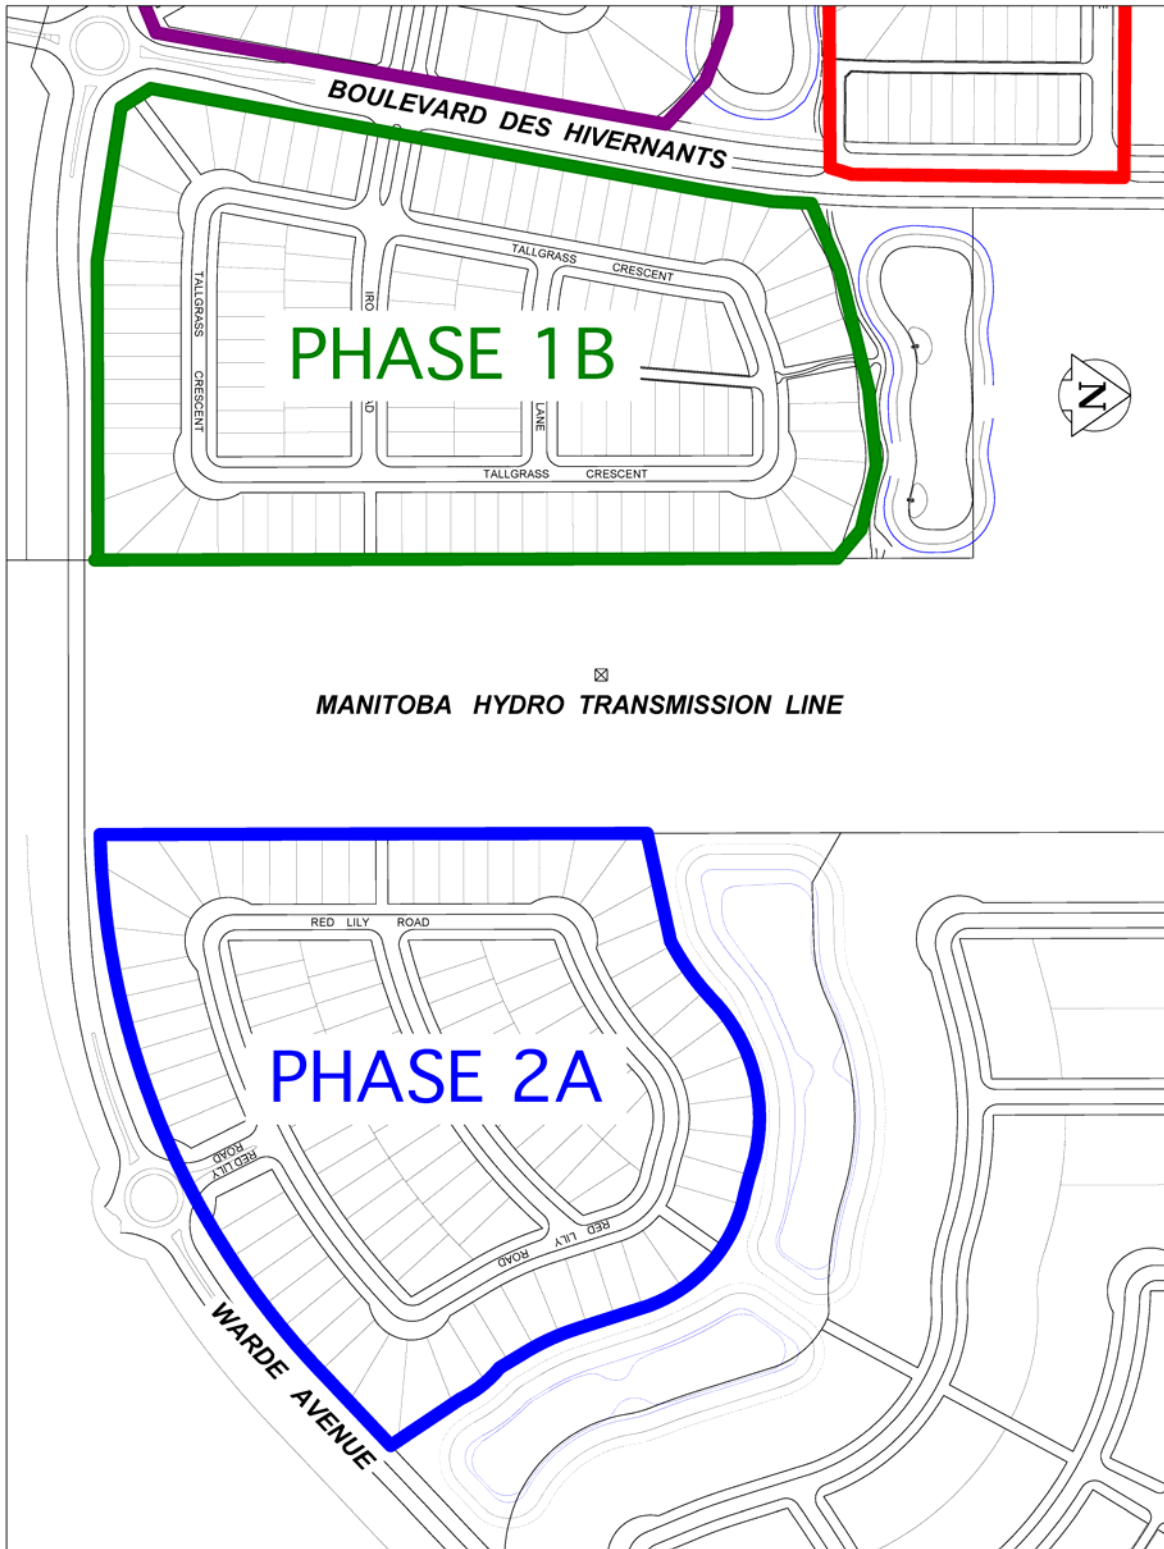 BOULEVARD DES HIVERNANTS
TALLGRASS CRESCENT
TALLGRASS CRESCENT
PHASE 1B
LANE
TALLGRASS CRESCENT
N
MANITOBA HYDRO TRANSMISSION LINE
RED LILY ROAD
PHASE 2A
RED LILY ROAD
RED LILY ROAD
WARDE AVENUE